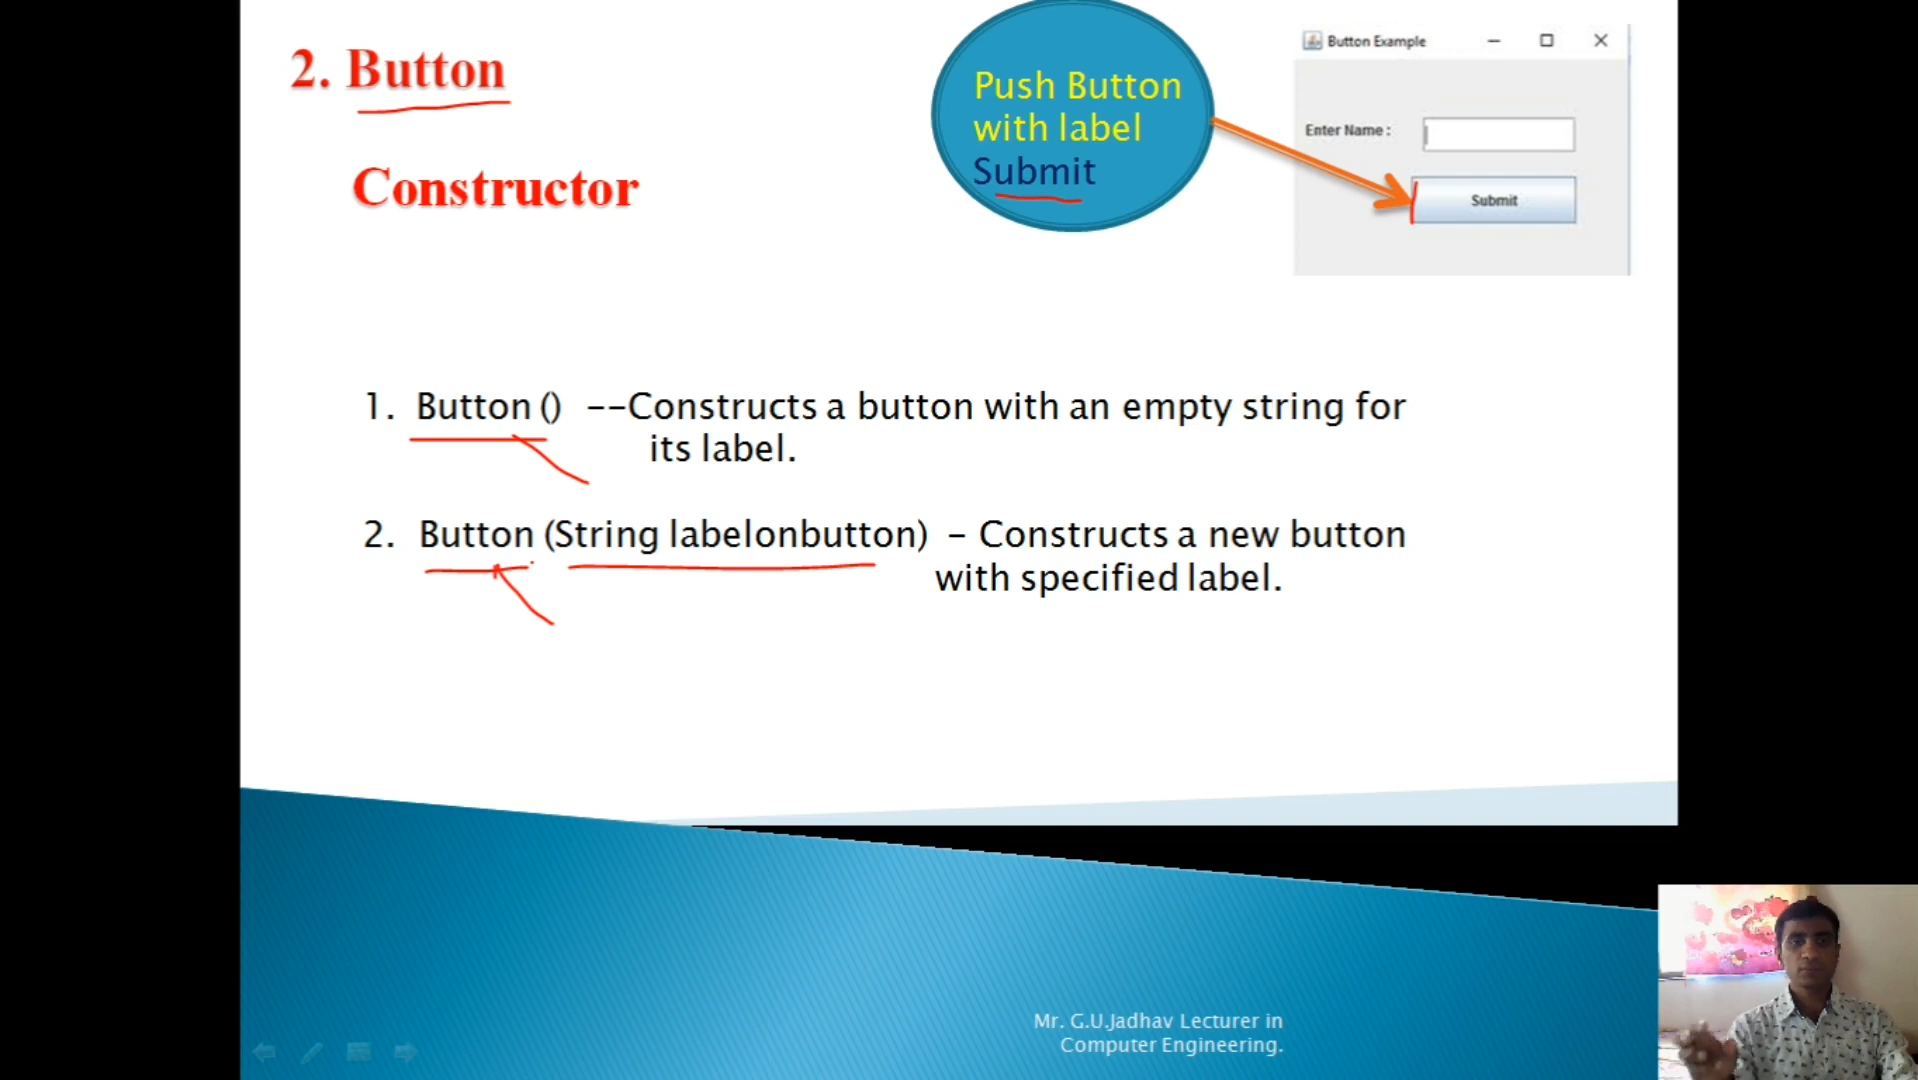 2. Button
Constructor
Push Button
with label
Submit
Button Example
Enter Name :
Submit
1. Button () --Constructs a button with an empty string for
its label.
2. Button (String labelonbutton) - Constructs a new button
with specified label.
Mr. G.U.Jadhav Lecturer in
Computer Engineering.